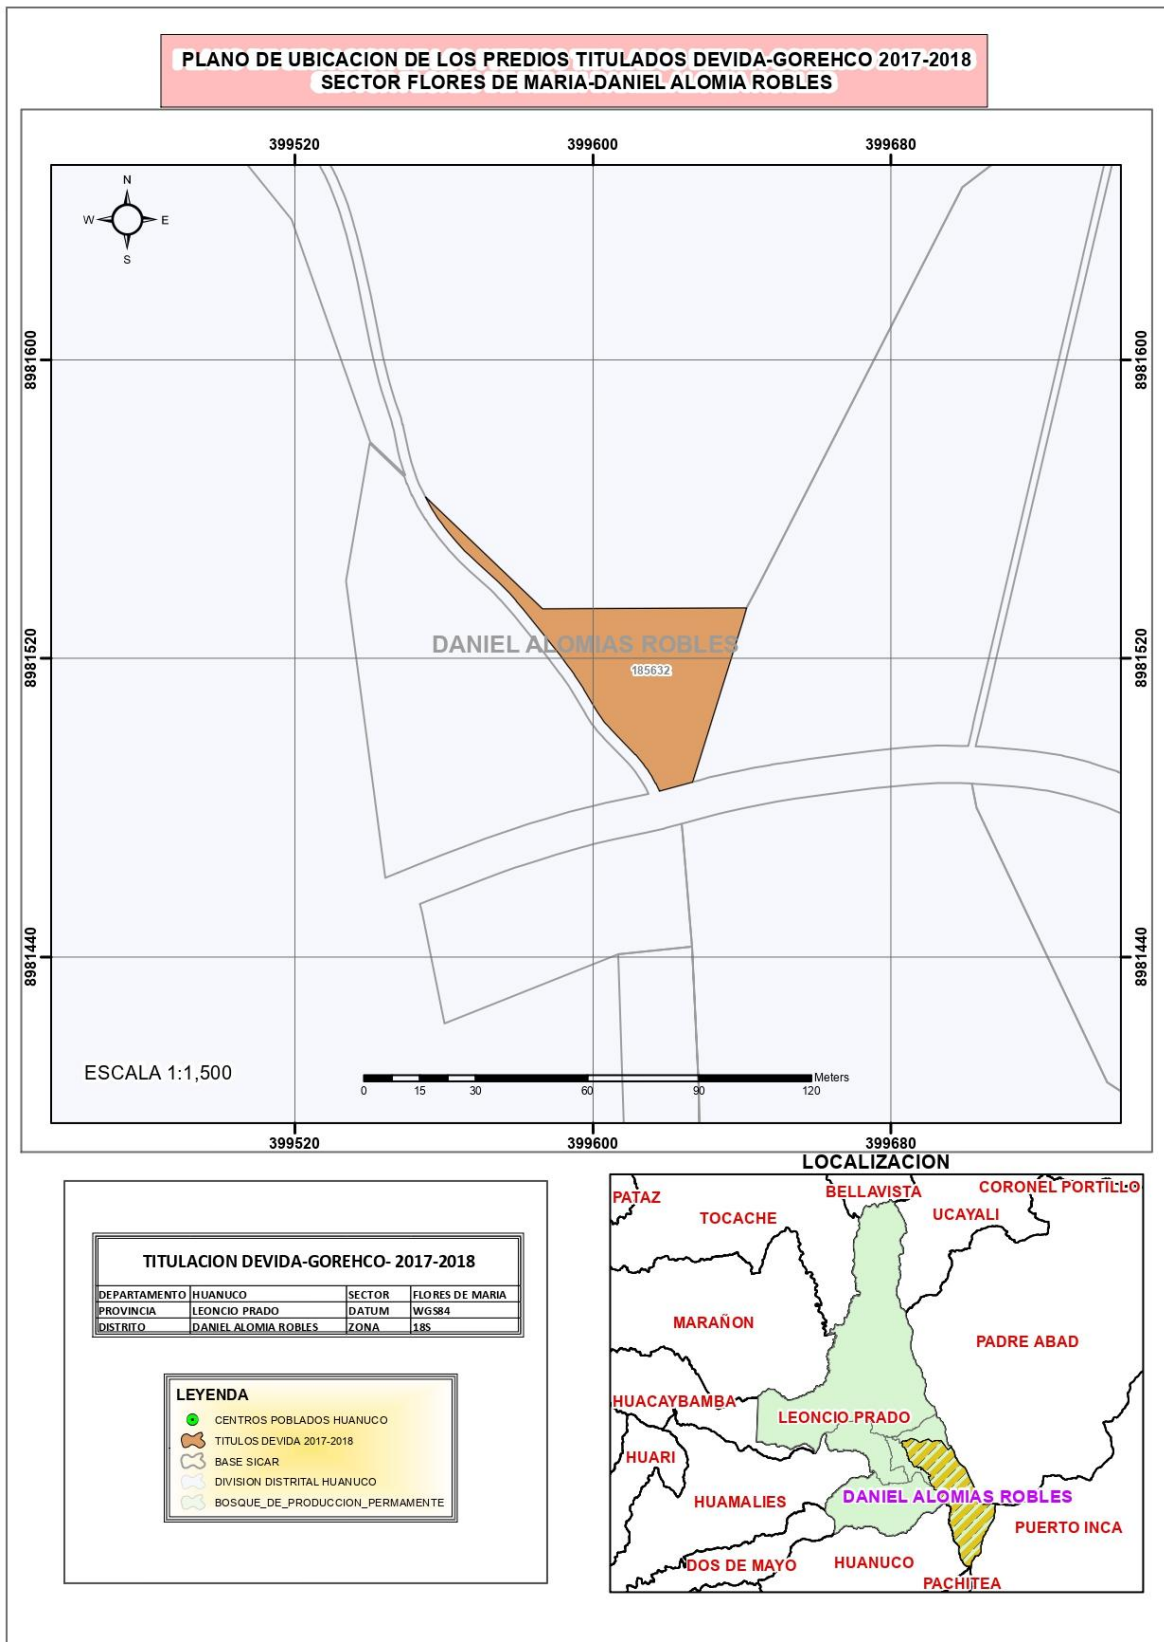 PLANO DE UBICACION DE LOS PREDIOS TITULADOS DEVIDA-GOREHCO 2017-2018
SECTOR FLORES DE MARIA-DANIEL ALOMIA ROBLES
399520 399600 399680
N
W E
S
8981600 8981600
DANIEL ALOMIAS ROBLES
8981520 8981520
185632
8981440 8981440
ESCALA 1:1,500
Meters
0 15 30 60 90 120
399520 399600 399680
LOCALIZACION
PATAZ
BELLAVISTA
CORONEL PORTILLO
TOCACHE
UCAYALI
MARAÑON
PADRE ABAD
HUACAYBAMBA
LEONCIO PRADO
HUARI
HUAMALIES
DANIEL ALOMIAS ROBLES
PUERTO INCA
DOS DE MAYO
HUANUCO
PACHITEA
TITULACION DEVIDA-GOREHCO- 2017-2018
DEPARTAMENTO HUANUCO SECTOR FLORES DE MARIA
PROVINCIA LEONCIO PRADO DATUM WGS84
DISTRITO DANIEL ALOMIA ROBLES ZONA 18S
LEYENDA
CENTROS POBLADOS HUANUCO
TITULOS DEVIDA 2017-2018
BASE SICAR
DIVISION DISTRITAL HUANUCO
BOSQUE_DE_PRODUCCION_PERMAMENTE